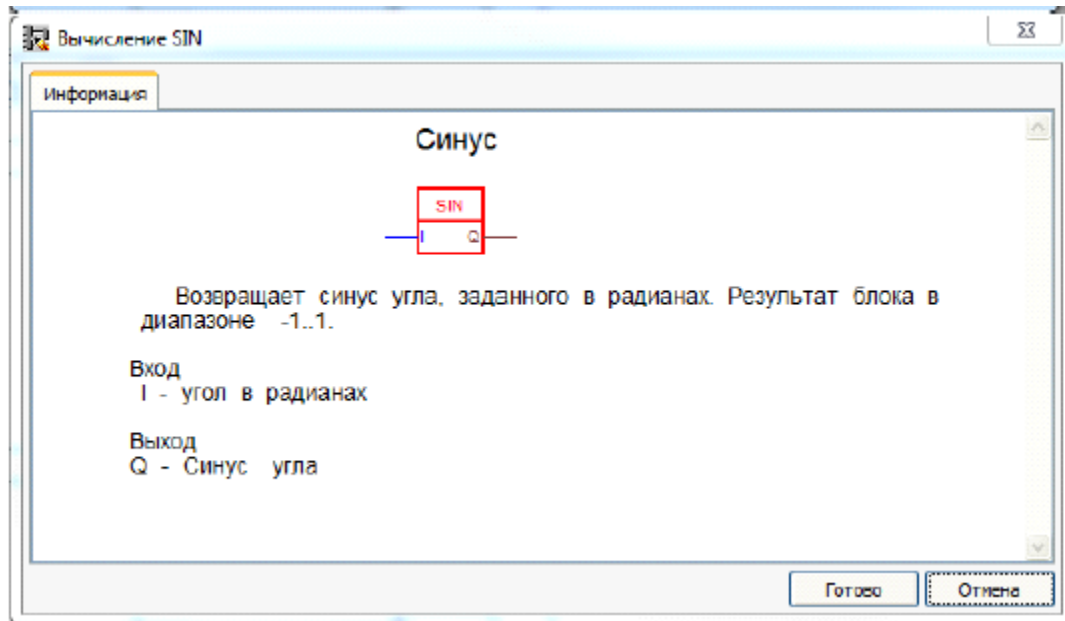 Вычисление SIN
Информация
Синус
SIN
I Q
Возвращает синус угла, заданного в радианах. Результат блока в
диапазоне -1..1.
Вход
I - угол в радианах
Выход
Q - Синус угла
Готово Отмена